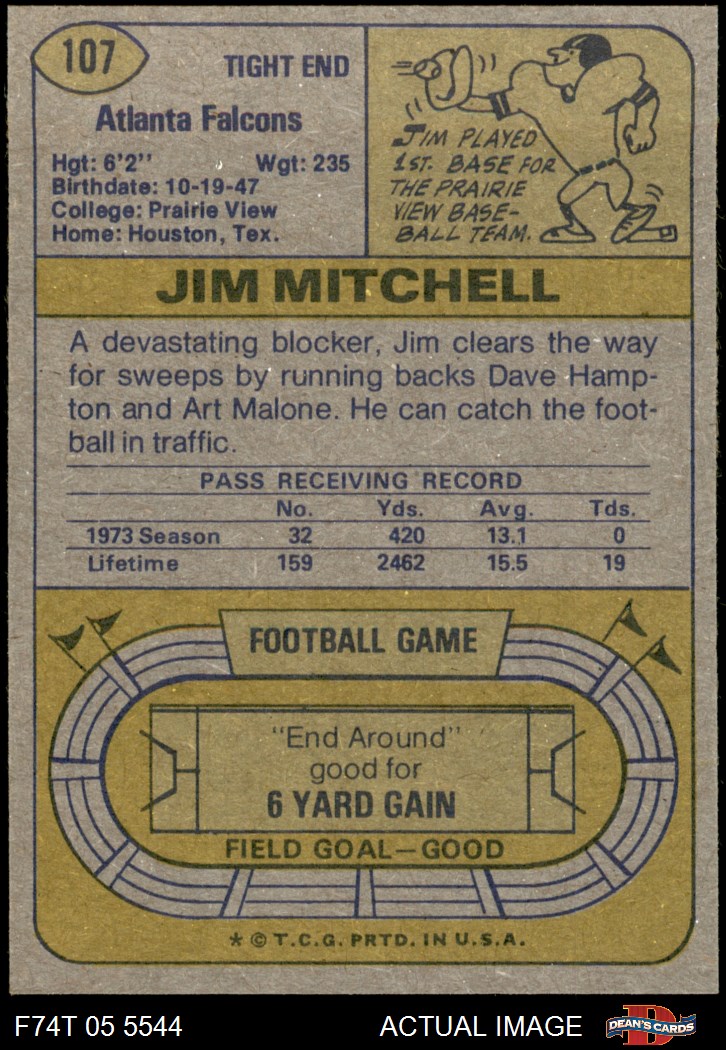 107
TIGHT END
Atlanta Falcons
Hgt: 6'2" Wgt: 235
Birthdate: 10-19-47
College: Prairie View
Home: Houston, Tex.
JIM PLAYED
1ST. BASE FOR
THE PRAIRIE
VIEW BASE-
BALL TEAM.
JIM MITCHELL
A devastating blocker, Jim clears the way
for sweeps by running backs Dave Hamp-
ton and Art Malone. He can catch the foot-
ball in traffic.
PASS RECEIVING RECORD
No. Yds. Avg. Tds.
1973 Season 32 420 13.1 0
Lifetime 159 2462 15.5 19
FOOTBALL GAME
"End Around"
good for
6 YARD GAIN
FIELD GOAL—GOOD
* © T.C.G. PRTD. IN U.S.A.
F74T 05 5544 ACTUAL IMAGE D DEAN'S CARDS